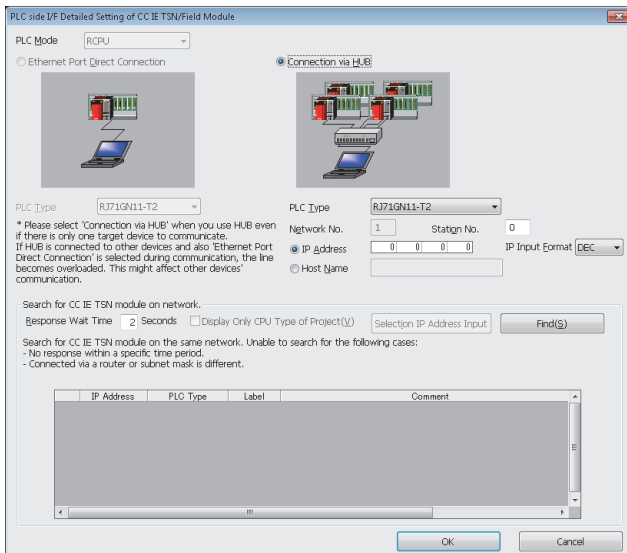 PLC side I/F Detailed Setting of CC IE TSN/Field Module
PLC Mode RCPU
Ethernet Port Direct Connection Connection via HUB
PLC Type RJ71GN11-T2 PLC Type RJ71GN11-T2
* Please select 'Connection via HUB' when you use HUB even
if there is only one target device to communicate.
If HUB is connected to other devices and also 'Ethernet Port
Direct Connection' is selected during communication, the line
becomes overloaded. This might affect other devices'
communication.
Network No. 1 Station No. 0
IP Address 0 0 0 0 IP Input Format DEC
Host Name
Search for CC IE TSN module on network.
Response Wait Time 2 Seconds Display Only CPU Type of Project(V) Selection IP Address Input Find(S)
Search for CC IE TSN module on the same network. Unable to search for the following cases:
- No response within a specific time period.
- Connected via a router or subnet mask is different.
IP Address PLC Type Label Comment
OK Cancel